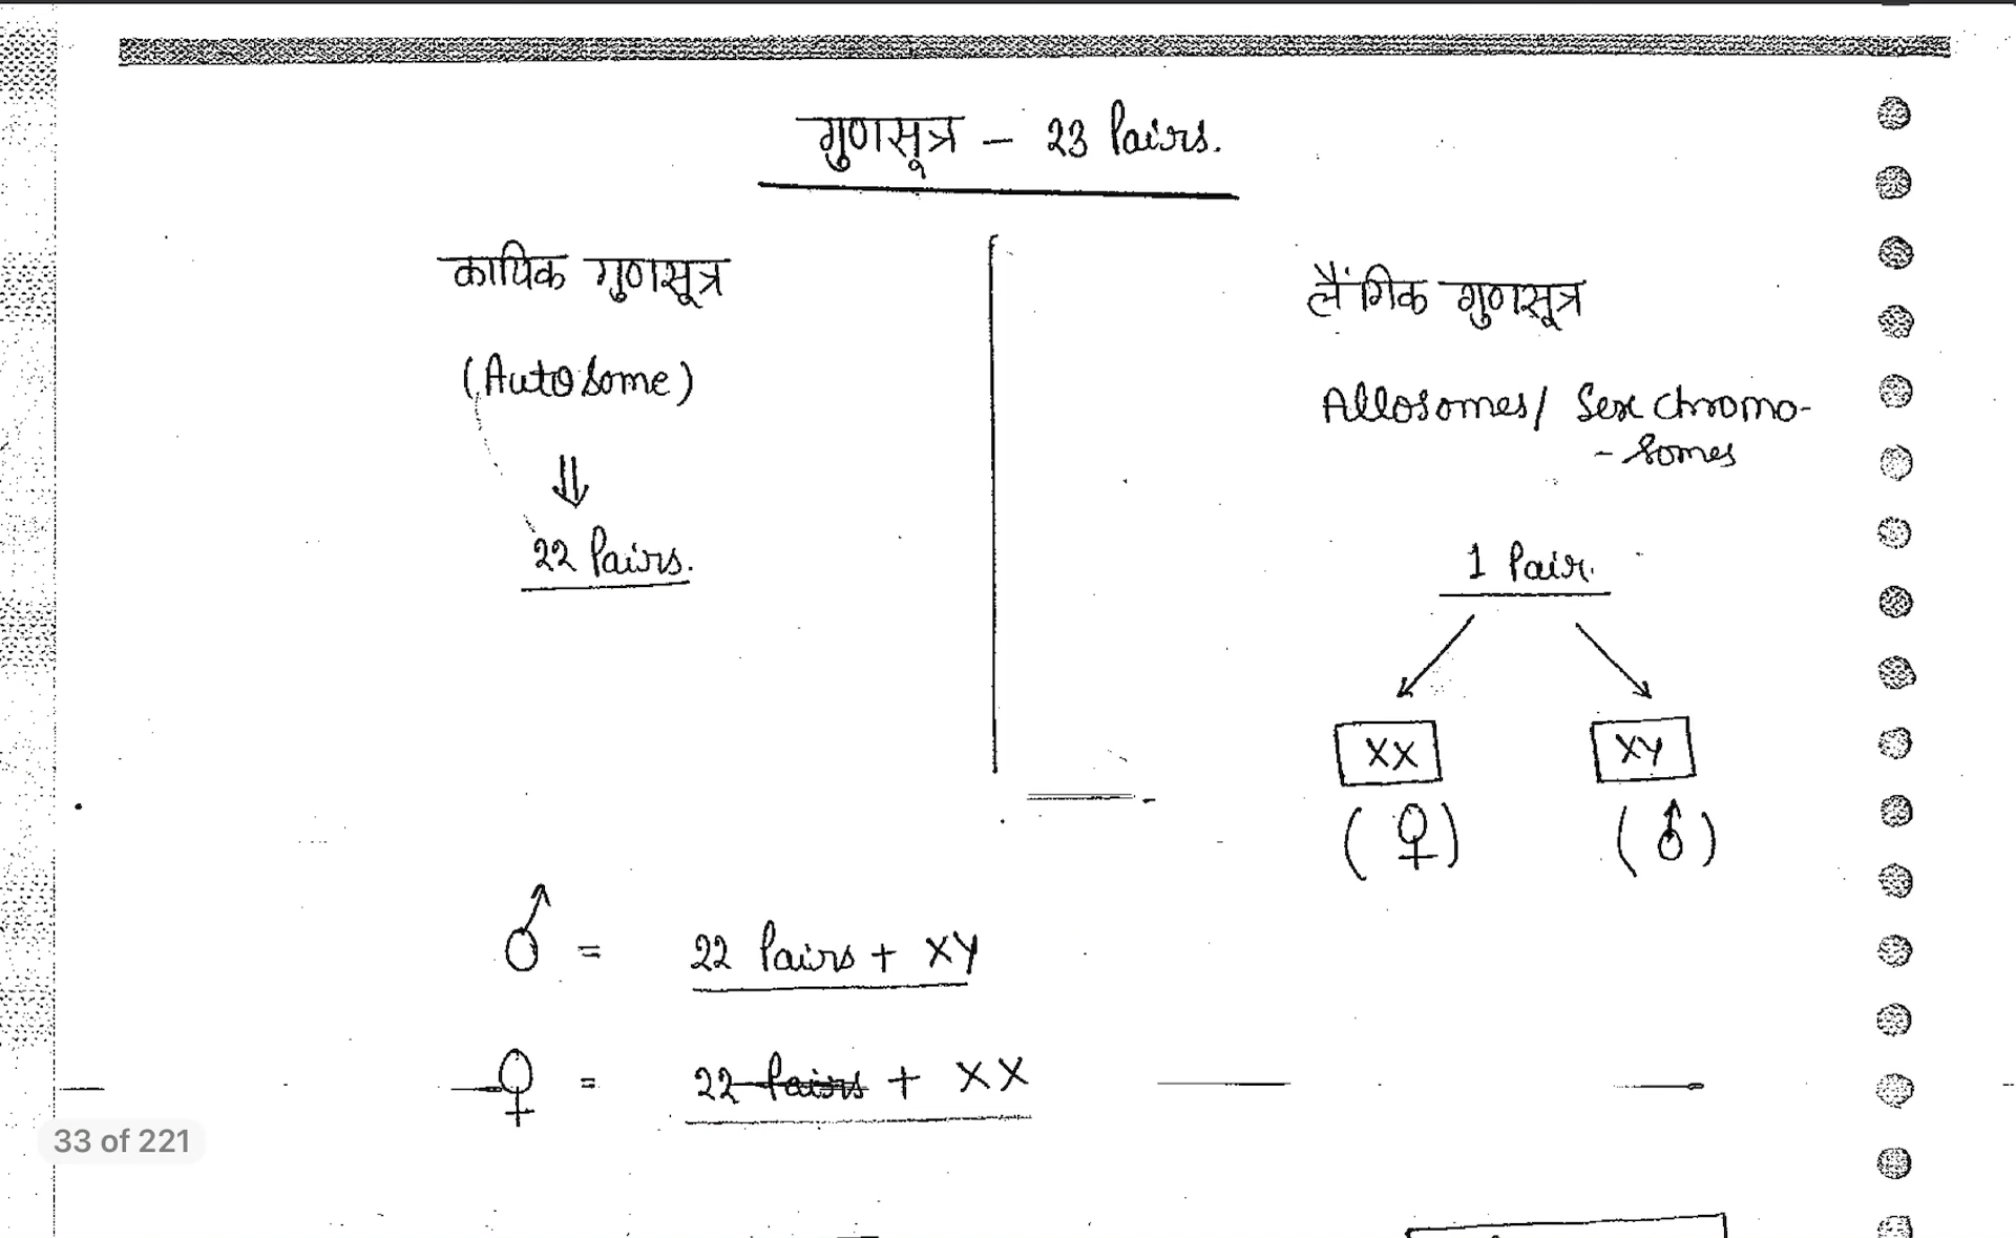 गुणसूत्र – 23 Pairs.
कायिक गुणसूत्र
(Autosome)
⇓
22 Pairs.
लैंगिक गुणसूत्र
Allosomes/ Sex chromo-
- somes
1 Pair.
XX XY
(♀) (♂)
♂ = 22 Pairs + XY
♀ = 22 Pairs + XX
33 of 221